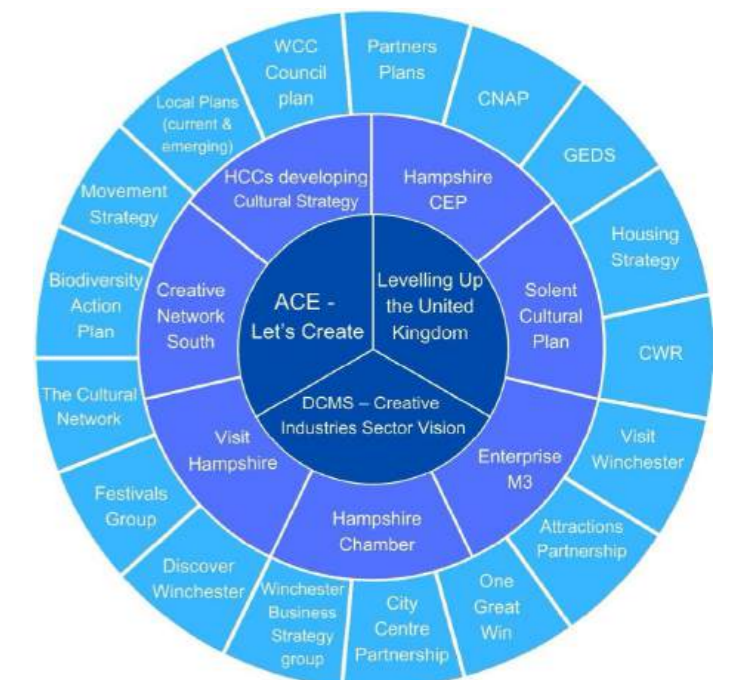 WCC
Council
plan
Partners
Plans
CNAP
GEDS
Housing
Strategy
CWR
Visit
Winchester
Attractions
Partnership
One
Great
Win
City
Centre
Partnership
Winchester
Business
Strategy
group
Discover
Winchester
Festivals
Group
The Cultural
Network
Biodiversity
Action
Plan
Movement
Strategy
Local Plans
(current &
emerging)
HCCs developing
Cultural Strategy
Hampshire
CEP
Solent
Cultural
Plan
Enterprise
M3
Hampshire
Chamber
Visit
Hampshire
Creative
Network
South
ACE -
Let's Create
Levelling Up
the United
Kingdom
DCMS – Creative
Industries Sector Vision